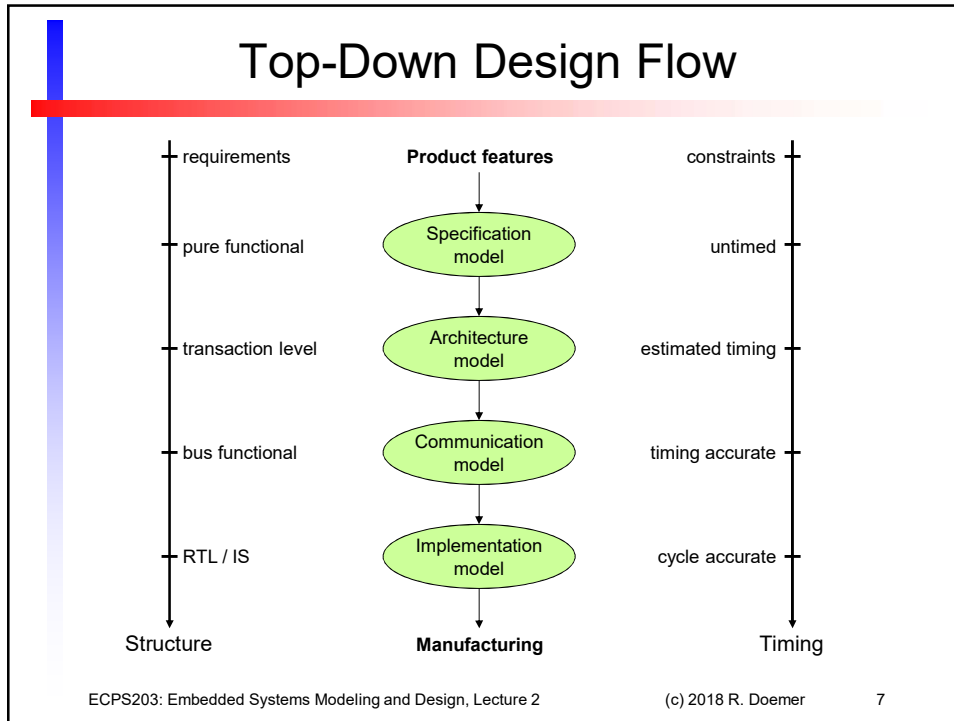 Top-Down Design Flow
requirements
Product features
constraints
pure functional
Specification
model
untimed
transaction level
Architecture
model
estimated timing
bus functional
Communication
model
timing accurate
RTL / IS
Implementation
model
cycle accurate
Structure
Manufacturing
Timing
ECPS203: Embedded Systems Modeling and Design, Lecture 2
(c) 2018 R. Doemer
7